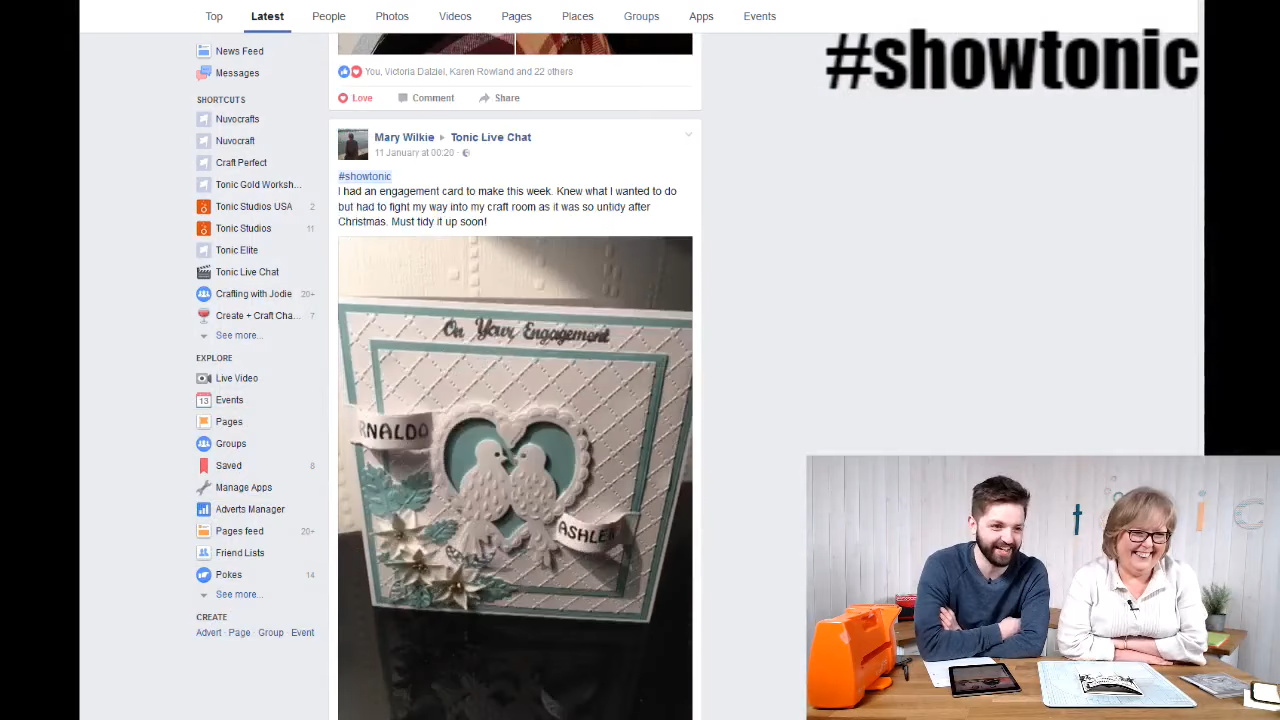 Top Latest People Photos Videos Pages Places Groups Apps Events
#showtonic
News Feed
Messages
SHORTCUTS
Nuvocrafts
Nuvocraft
Craft Perfect
Tonic Gold Worksh...
Tonic Studios USA 2
Tonic Studios 11
Tonic Elite
Tonic Live Chat
Crafting with Jodie 20+
Create + Craft Cha... 7
See more...
EXPLORE
Live Video
13 Events
Pages
Groups
Saved 8
Manage Apps
Adverts Manager
Pages feed 20+
Friend Lists
Pokes 14
See more...
CREATE
Advert · Page · Group · Event
You, Victoria Dalziel, Karen Rowland and 22 others
Love Comment Share
Mary Wilkie ▸ Tonic Live Chat
11 January at 00:20 ·
#showtonic
I had an engagement card to make this week. Knew what I wanted to do
but had to fight my way into my craft room as it was so untidy after
Christmas. Must tidy it up soon!
On Your Engagement
RNALDO
ASHLEI
t o n i c